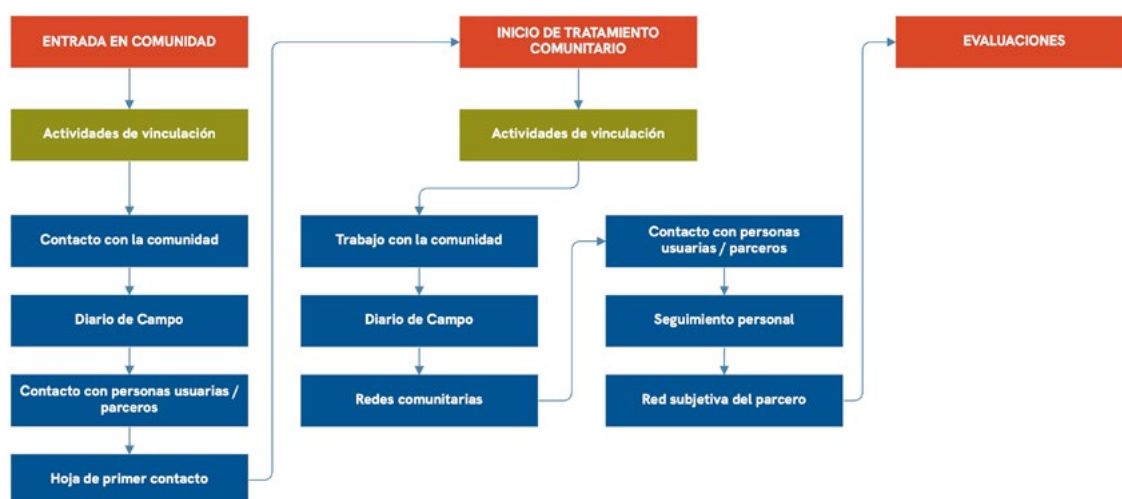 ENTRADA EN COMUNIDAD
Actividades de vinculación
Contacto con la comunidad
Diario de Campo
Contacto con personas usuarias /
parceros
Hoja de primer contacto
INICIO DE TRATAMIENTO
COMUNITARIO
Actividades de vinculación
Trabajo con la comunidad
Diario de Campo
Redes comunitarias
Contacto con personas
usuarias / parceros
Seguimiento personal
Red subjetiva del parcero
EVALUACIONES